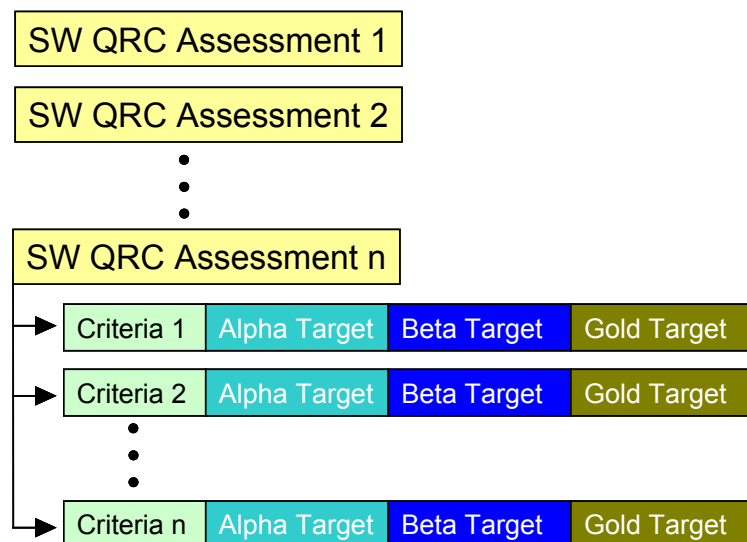 SW QRC Assessment 1
SW QRC Assessment 2
SW QRC Assessment n
Criteria 1 Alpha Target Beta Target Gold Target
Criteria 2 Alpha Target Beta Target Gold Target
Criteria n Alpha Target Beta Target Gold Target